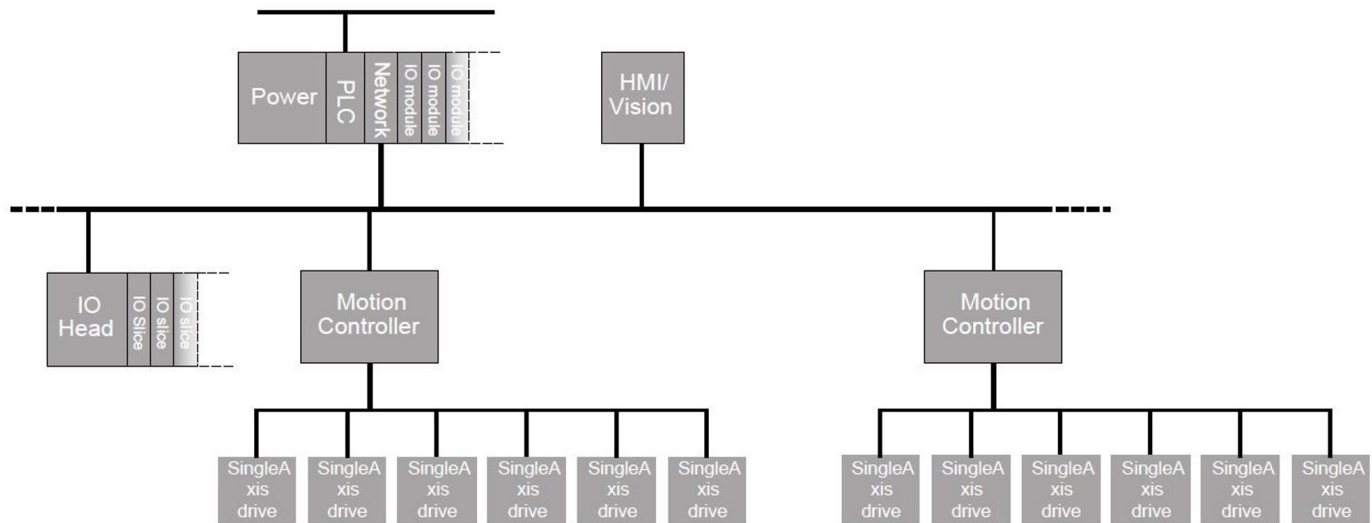 Power
PLC
Network
IO module
IO module
IO module
HMI/
Vision
IO
Head
IO Slice
IO slice
IO slice
Motion
Controller
Motion
Controller
SingleA
xis
drive
SingleA
xis
drive
SingleA
xis
drive
SingleA
xis
drive
SingleA
xis
drive
SingleA
xis
drive
SingleA
xis
drive
SingleA
xis
drive
SingleA
xis
drive
SingleA
xis
drive
SingleA
xis
drive
SingleA
xis
drive